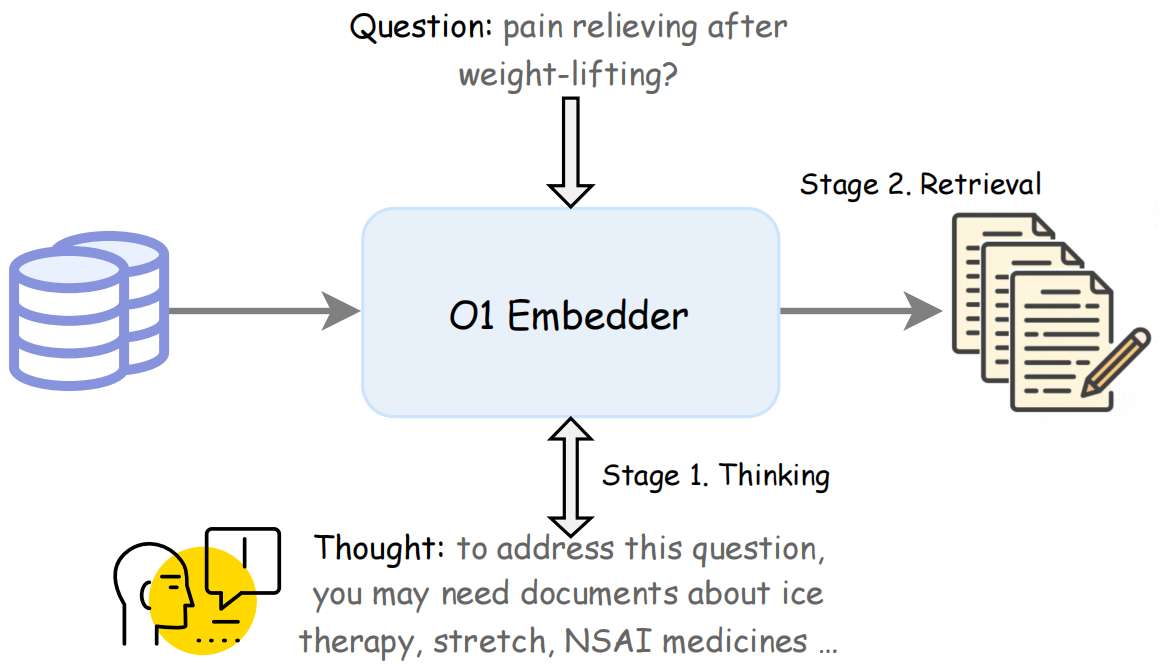 Question: pain relieving after
weight-lifting?
Stage 2. Retrieval
O1 Embedder
Stage 1. Thinking
Thought: to address this question,
you may need documents about ice
therapy, stretch, NSAI medicines ...